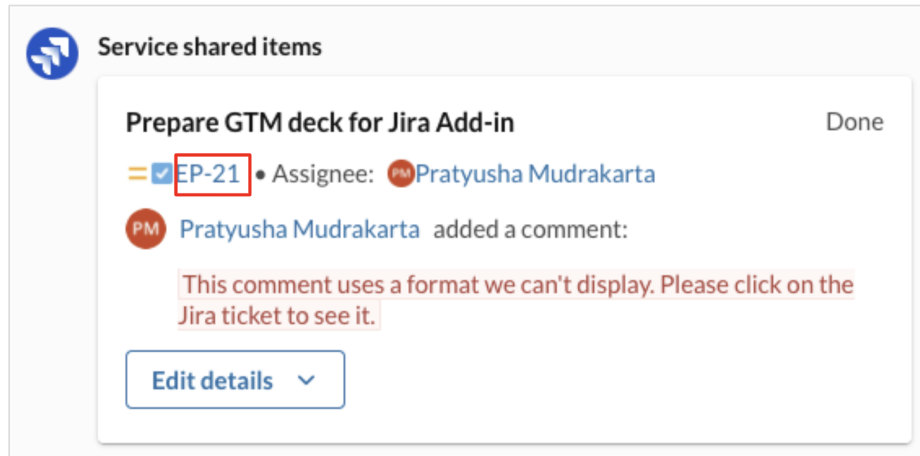 Service shared items
Prepare GTM deck for Jira Add-in Done
EP-21 • Assignee: PM Pratyusha Mudrakarta
PM Pratyusha Mudrakarta added a comment:
This comment uses a format we can't display. Please click on the
Jira ticket to see it.
Edit details